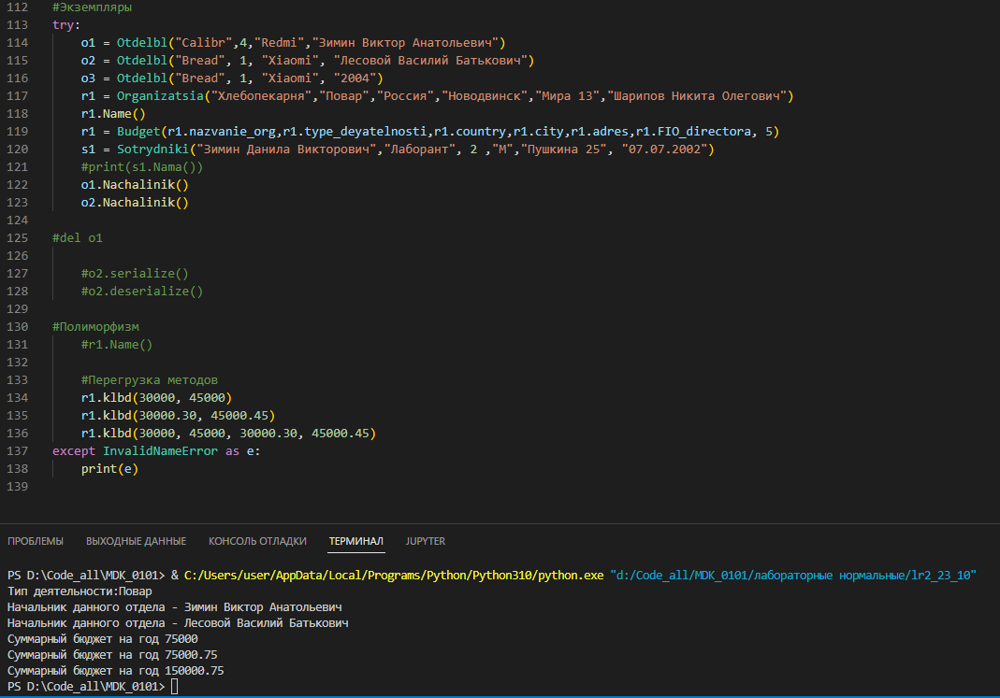 112 #Экземпляры
113 try:
114 o1 = Otdelbl("Calibr",4,"Redmi","Зимин Виктор Анатольевич")
115 o2 = Otdelbl("Bread", 1, "Xiaomi", "Лесовой Василий Батькович")
116 o3 = Otdelbl("Bread", 1, "Xiaomi", "2004")
117 r1 = Organizatsia("Хлебопекарня","Повар","Россия","Новодвинск","Мира 13","Шарипов Никита Олегович")
118 r1.Name()
119 r1 = Budget(r1.nazvanie_org,r1.type_deyatelnosti,r1.country,r1.city,r1.adres,r1.FIO_directora, 5)
120 s1 = Sotrydniki("Зимин Данила Викторович","Лаборант", 2 ,"М","Пушкина 25", "07.07.2002")
121 #print(s1.Nama())
122 o1.Nachalinik()
123 o2.Nachalinik()
124
125 #del o1
126
127 #o2.serialize()
128 #o2.deserialize()
129
130 #Полиморфизм
131 #r1.Name()
132
133 #Перегрузка методов
134 r1.klbd(30000, 45000)
135 r1.klbd(30000.30, 45000.45)
136 r1.klbd(30000, 45000, 30000.30, 45000.45)
137 except InvalidNameError as e:
138 print(e)
139
ПРОБЛЕМЫ ВЫХОДНЫЕ ДАННЫЕ КОНСОЛЬ ОТЛАДКИ ТЕРМИНАЛ JUPYTER
PS D:\Code_all\MDK_0101> & C:/Users/user/AppData/Local/Programs/Python/Python310/python.exe "d:/Code_all/MDK_0101/лабораторные нормальные/lr2_23_10"
Тип деятельности:Повар
Начальник данного отдела - Зимин Виктор Анатольевич
Начальник данного отдела - Лесовой Василий Батькович
Суммарный бюджет на год 75000
Суммарный бюджет на год 75000.75
Суммарный бюджет на год 150000.75
PS D:\Code_all\MDK_0101>